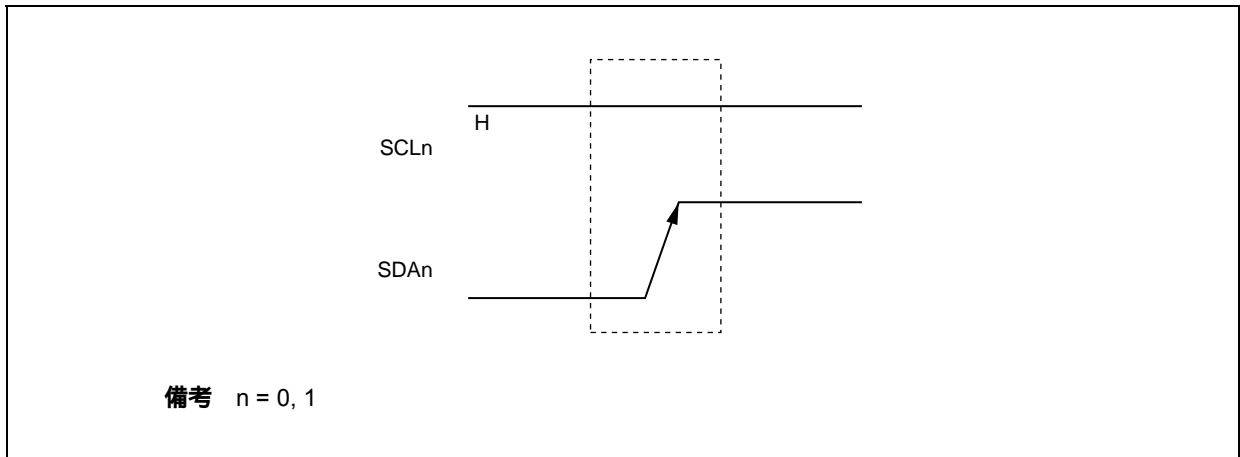 H
SCLn
SDAn
備考 n = 0, 1